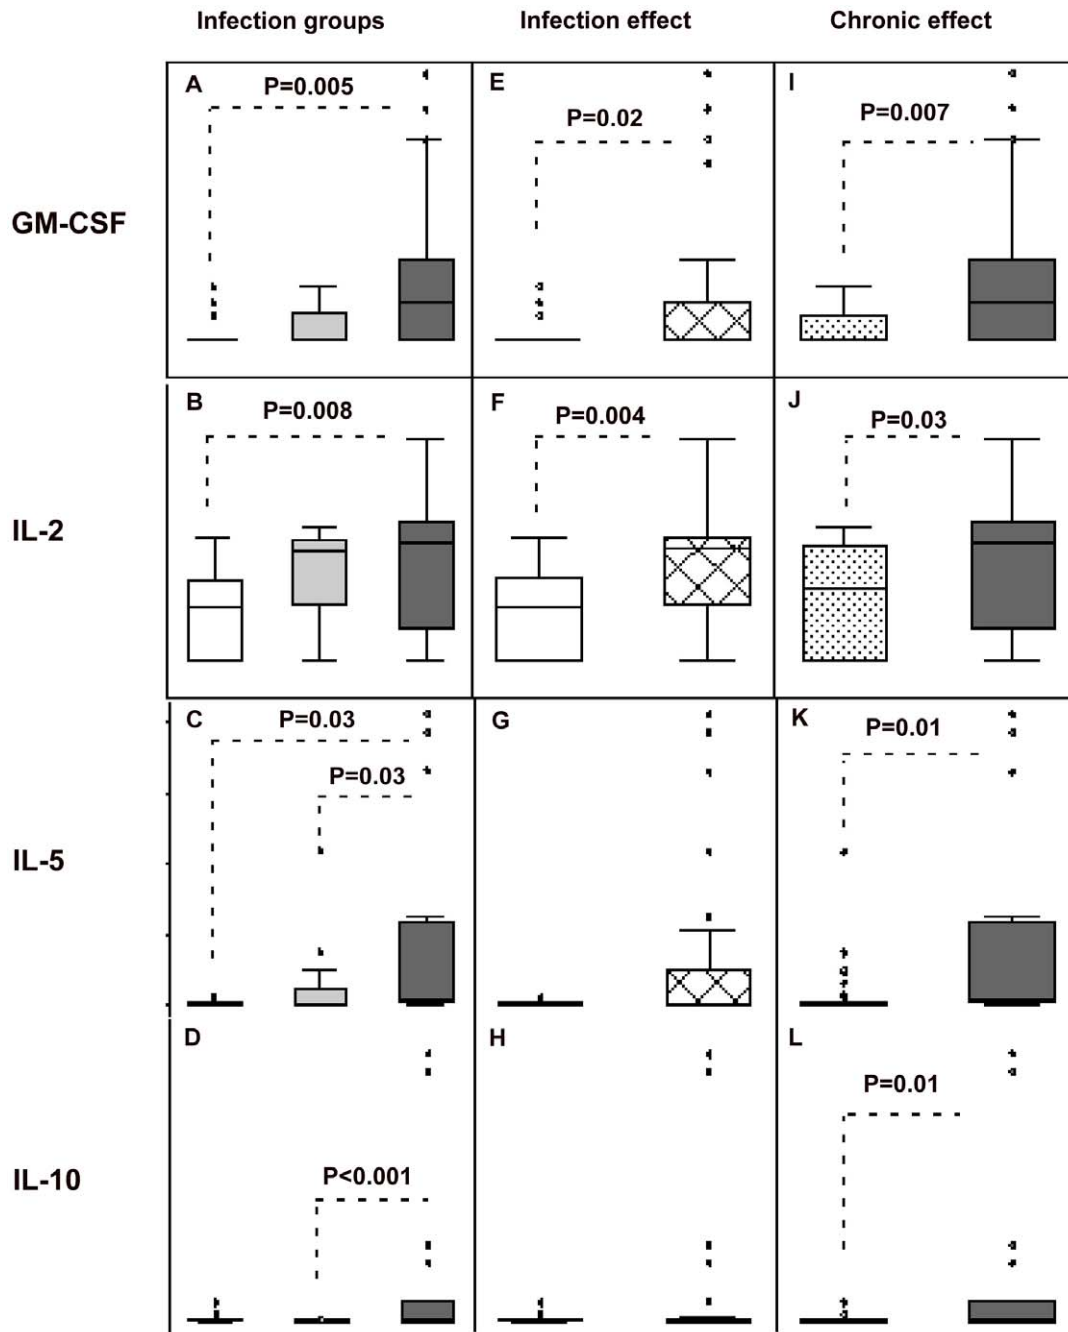 Infection groups Infection effect Chronic effect
GM-CSF
A P=0.005
E P=0.02
I P=0.007
IL-2
B P=0.008
F P=0.004
J P=0.03
IL-5
C P=0.03
P=0.03
G
K P=0.01
IL-10
D
P<0.001
H
L P=0.01